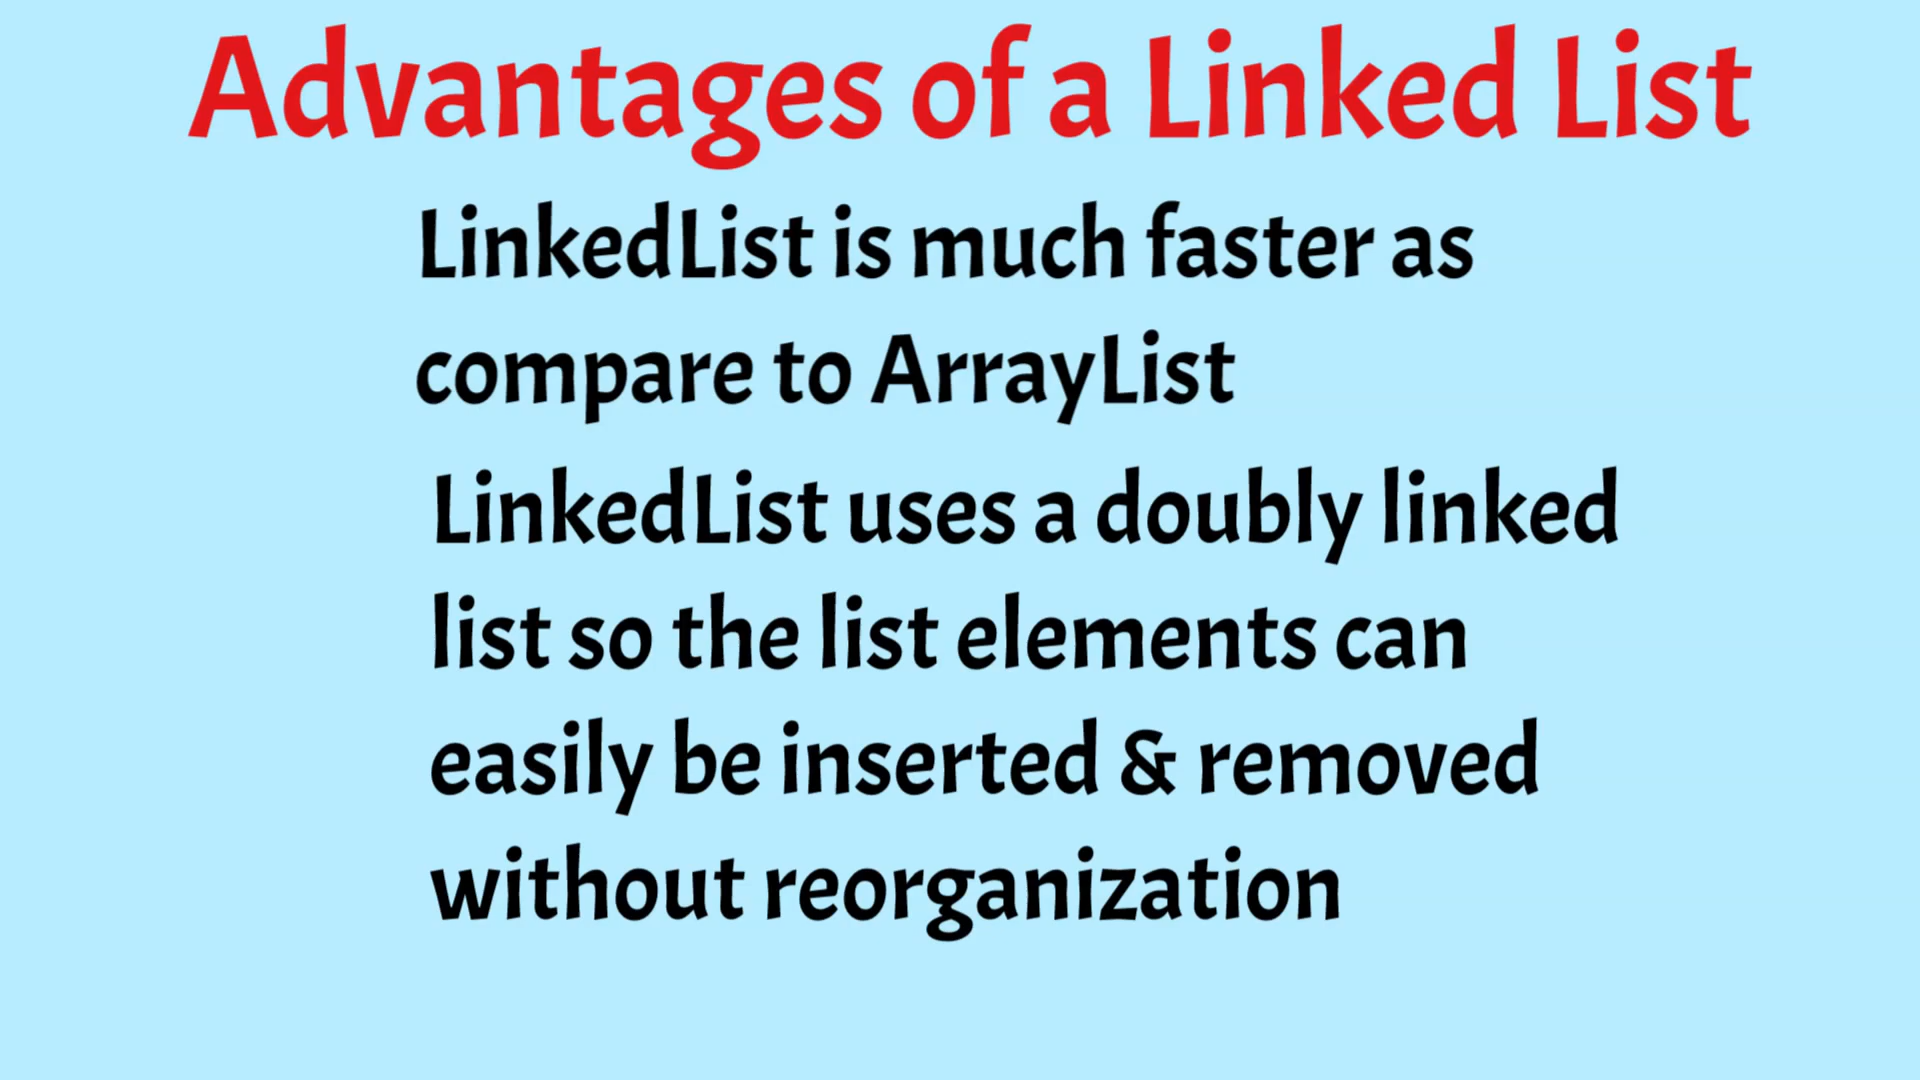 Advantages of a Linked List
LinkedList is much faster as
compare to ArrayList
LinkedList uses a doubly linked
list so the list elements can
easily be inserted & removed
without reorganization